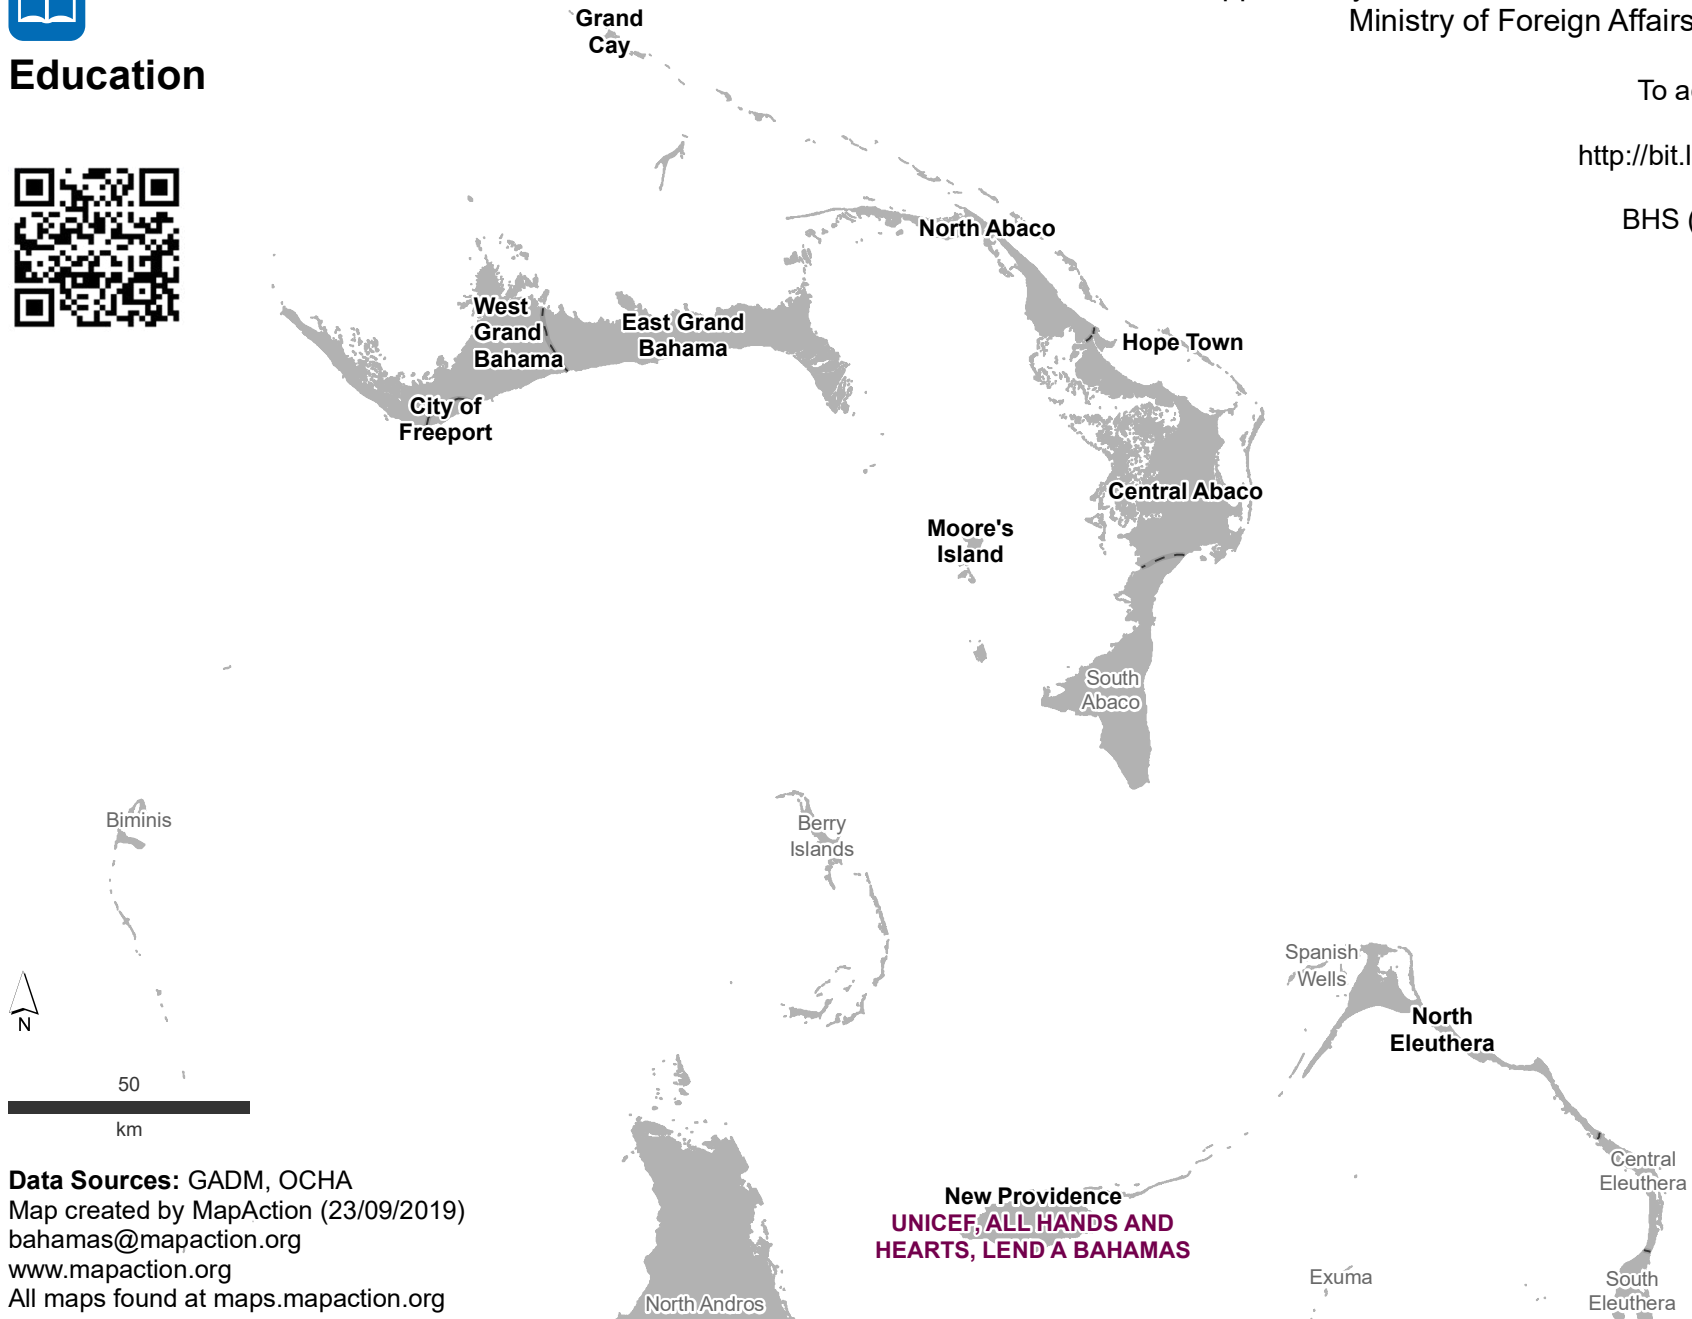 Grand
Cay
Ministry of Foreign Affairs
Education
To a
http://bit.l
BHS (
North Abaco
West
Grand
Bahama
East Grand
Bahama
Hope Town
City of
Freeport
Central Abaco
Moore's
Island
South
Abaco
Biminis
Berry
Islands
Spanish
Wells
North
Eleuthera
N
50
km
Central
Eleuthera
Data Sources: GADM, OCHA
Map created by MapAction (23/09/2019)
bahamas@mapaction.org
www.mapaction.org
All maps found at maps.mapaction.org
New Providence
UNICEF, ALL HANDS AND
HEARTS, LEND A BAHAMAS
Exuma
South
Eleuthera
North Andros